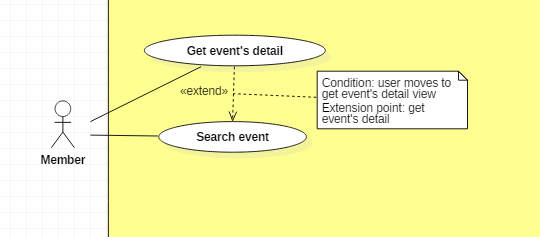 Get event's detail
«extend»
Condition: user moves to
get event's detail view
Extension point: get
event's detail
Search event
Member